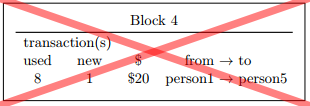 Block 4
transaction(s)
used new $ from → to
8 1 $20 person1 → person5